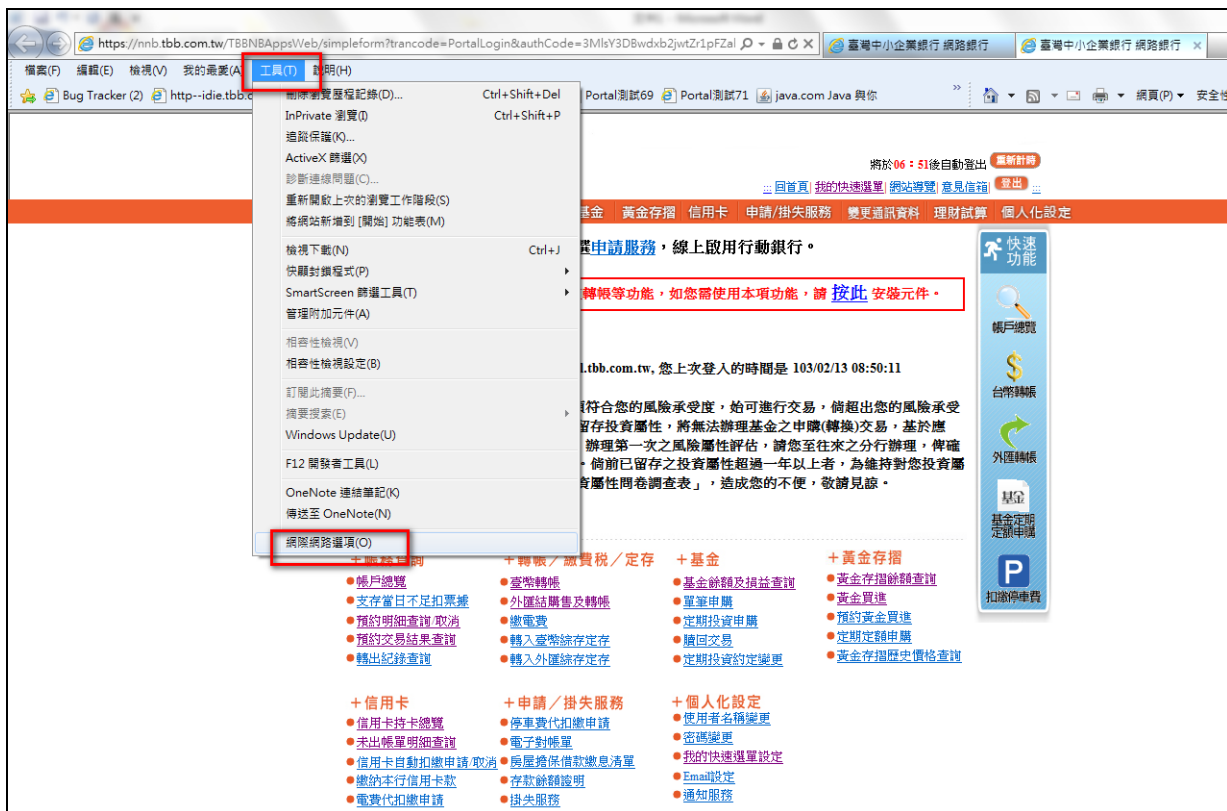 https://nnb.tbb.com.tw/TBBNBAppsWeb/simpleform?trancode=PortalLogin&authCode=3MlsY3DBwdxb2jwtZr1pFZal
臺灣中小企業銀行 網路銀行
臺灣中小企業銀行 網路銀行
檔案(F) 編輯(E) 檢視(V) 我的最愛(A) 工具(T) 說明(H)
Bug Tracker (2) http--idie.tbb.c Portal測試69 Portal測試71 java.com Java 與你 網頁(P) 安全性
刪除瀏覽歷程記錄(D)... Ctrl+Shift+Del
InPrivate 瀏覽(I) Ctrl+Shift+P
追蹤保護(K)...
ActiveX 篩選(X)
診斷連線問題(C)...
重新開啟上次的瀏覽工作階段(S)
將網站新增到 [開始] 功能表(M)
檢視下載(N) Ctrl+J
快顯封鎖程式(P)
SmartScreen 篩選工具(T)
管理附加元件(A)
相容性檢視(V)
相容性檢視設定(B)
訂閱此摘要(F)...
摘要搜索(E)
Windows Update(U)
F12 開發者工具(L)
OneNote 連結筆記(K)
傳送至 OneNote(N)
網際網路選項(O)
將於06：51後自動登出 重新計時
::: 回首頁| 我的快速選單| 網站導覽| 意見信箱| 登出 :::
基金 黃金存摺 信用卡 申請/掛失服務 變更通訊資料 理財試算 個人化設定
選申請服務，線上啟用行動銀行。
轉帳等功能，如您需使用本項功能，請 按此 安裝元件。
l.tbb.com.tw, 您上次登入的時間是 103/02/13 08:50:11
須符合您的風險承受度，始可進行交易，倘超出您的風險承受
留存投資屬性，將無法辦理基金之申購(轉換)交易，基於應
辦理第一次之風險屬性評估，請您至往來之分行辦理，俾確
。倘前已留存之投資屬性超過一年以上者，為維持對您投資屬
資屬性問卷調查表」，造成您的不便，敬請見諒。
快速功能
帳戶總覽
台幣轉帳
外匯轉帳
基金
基金定期
定額申購
P
扣繳停車費
＋帳務查詢
帳戶總覽
支存當日不足扣票據
預約明細查詢/取消
預約交易結果查詢
轉出紀錄查詢
＋轉帳／繳費稅／定存
臺幣轉帳
外匯結購售及轉帳
繳電費
轉入臺幣綜存定存
轉入外匯綜存定存
＋基金
基金餘額及損益查詢
單筆申購
定期投資申購
贖回交易
定期投資約定變更
＋黃金存摺
黃金存摺餘額查詢
黃金買進
預約黃金買進
定期定額申購
黃金存摺歷史價格查詢
＋信用卡
信用卡持卡總覽
未出帳單明細查詢
信用卡自動扣繳申請/取消
繳納本行信用卡款
電費代扣繳申請
＋申請／掛失服務
停車費代扣繳申請
電子對帳單
房屋擔保借款繳息清單
存款餘額證明
掛失服務
＋個人化設定
使用者名稱變更
密碼變更
我的快速選單設定
Email設定
通知服務